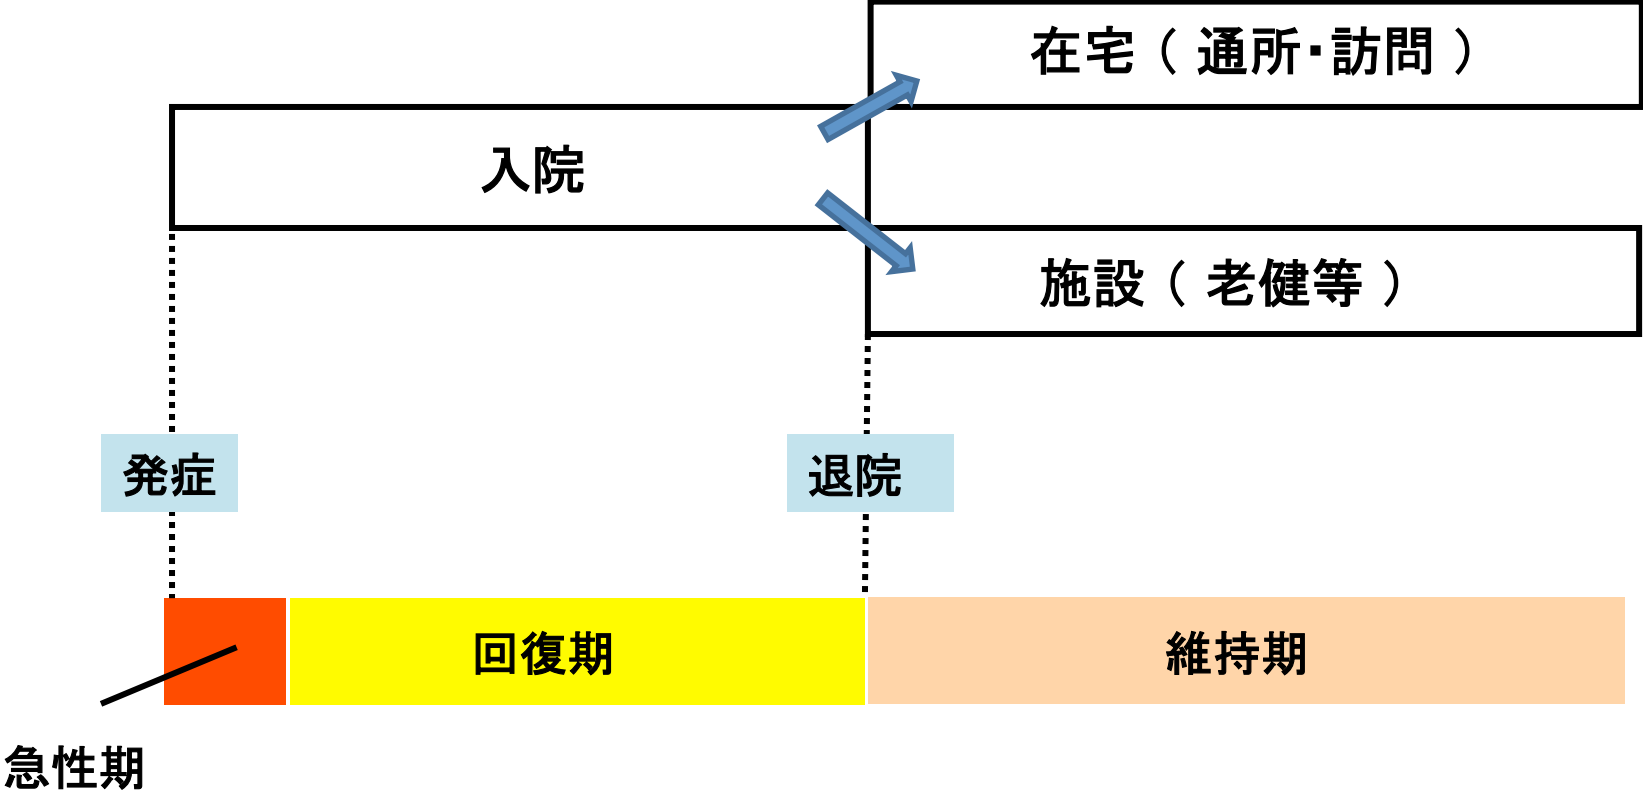 在宅（通所・訪問）
入院
施設（老健等）
発症
退院
回復期
維持期
急性期